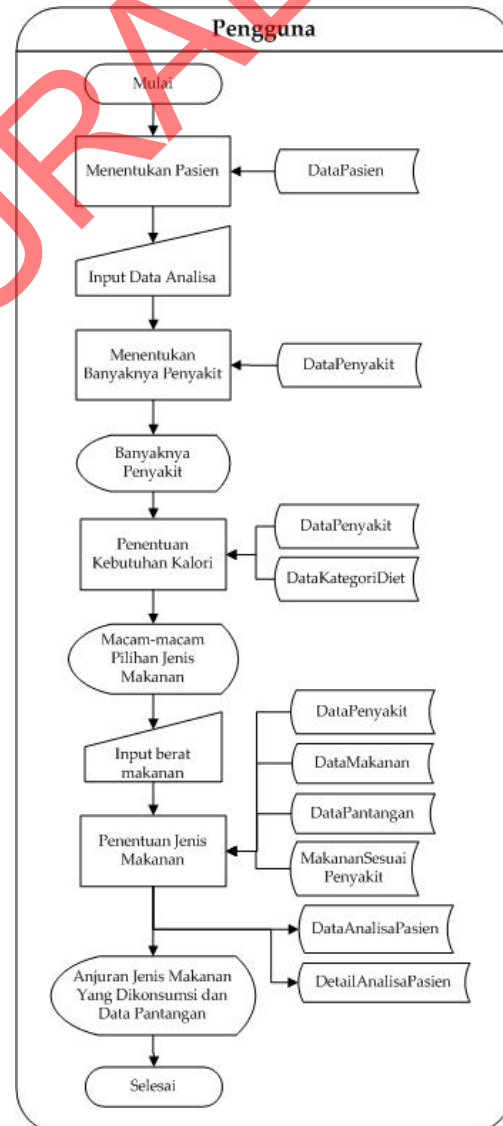 Pengguna
Mulai
Menentukan Pasien
DataPasien
Input Data Analisa
Menentukan
Banyaknya Penyakit
DataPenyakit
Banyaknya
Penyakit
Penentuan
Kebutuhan Kalori
DataPenyakit
DataKategoriDiet
Macam-macam
Pilihan Jenis
Makanan
Input berat
makanan
DataPenyakit
DataMakanan
DataPantangan
MakananSesuai
Penyakit
Penentuan Jenis
Makanan
DataAnalisaPasien
DetailAnalisaPasien
Anjuran Jenis Makanan
Yang Dikonsumsi dan
Data Pantangan
Selesai